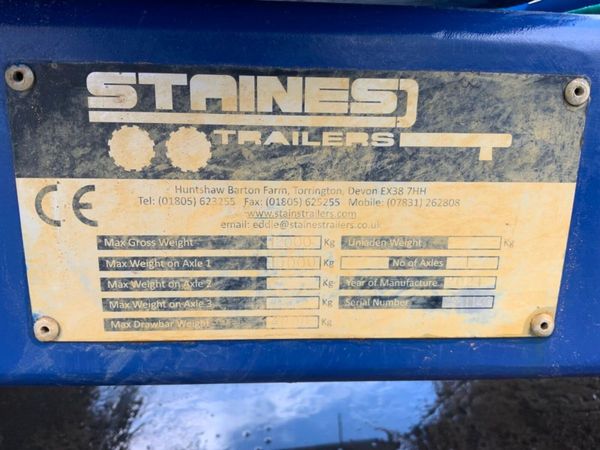 STAINES
TRAILERS
CE
Huntshaw Barton Farm, Torrington, Devon EX38 7HH
Tel: (01805) 623255 Fax: (01805) 625255 Mobile: (07831) 262808
www.stainstrailers.com
email: eddie@stainestrailers.co.uk
Max Gross Weight Kg Unladen Weight Kg
Max Weight on Axle 1 Kg No of Axles
Max Weight on Axle 2 Kg Year of Manufacture
Max Weight on Axle 3 Kg Serial Number
Max Drawbar Weight Kg